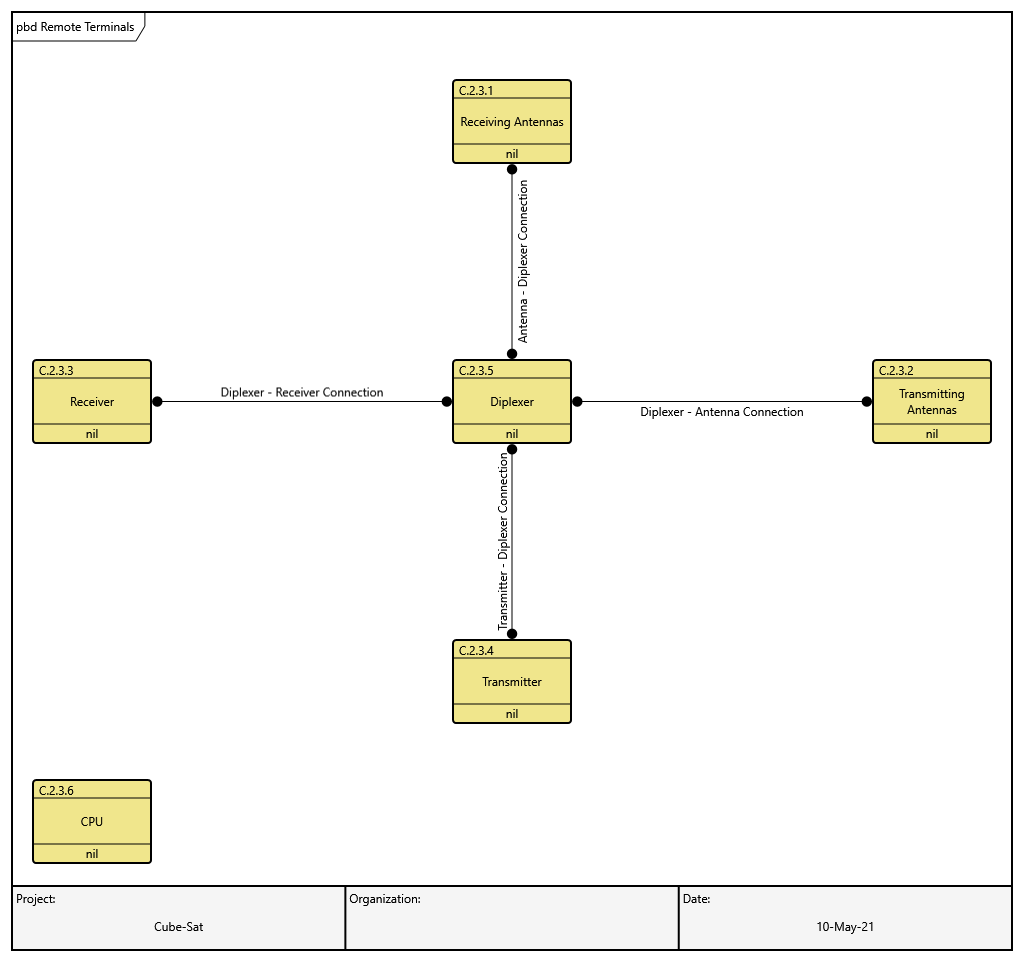 pbd Remote Terminals
C.2.3.1
Receiving Antennas
nil
Antenna - Diplexer Connection
C.2.3.3
Receiver
nil
Diplexer - Receiver Connection
C.2.3.5
Diplexer
nil
Diplexer - Antenna Connection
C.2.3.2
Transmitting
Antennas
nil
Transmitter - Diplexer Connection
C.2.3.4
Transmitter
nil
C.2.3.6
CPU
nil
Project:
Cube-Sat
Organization:
Date:
10-May-21